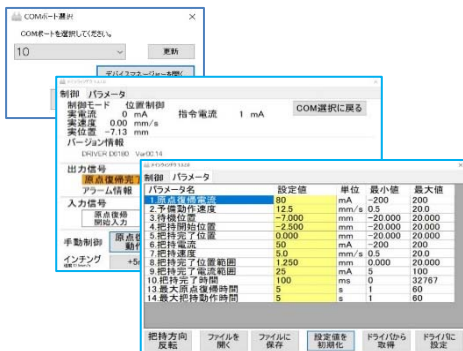 COMポート選択
COMポートを選択してください。
10
更新
デバイスマネージャーを開く
制御 パラメータ
制御モード 位置制御
実電流 0 mA 指令電流 1 mA
実速度 0.00 mm/s
実位置 -7.13 mm
COM選択に戻る
バージョン情報
DRIVER D6180 Ver00.14
出力信号
原点復帰完了
アラーム情報
入力信号
原点復帰
開始入力
手動制御
インチング
制御 パラメータ
パラメータ名 設定値 単位 最小値 最大値
1.原点復帰電流 80 mA -200 200
2.予備動作速度 12.5 mm/s 0.5 20.0
3.待機位置 -7.000 mm -20.000 20.000
4.把持開始位置 -2.500 mm -20.000 20.000
5.把持完了位置 0.000 mm -20.000 20.000
6.把持電流 50 mA -200 200
7.把持速度 5.0 mm/s 0.5 20.0
8.把持完了位置範囲 1.250 mm 0.000 20.000
9.把持完了電流範囲 25 mA 5 100
10.把持完了時間 100 ms 0 32767
13.最大原点復帰時間 5 s 1 60
14.最大把持動作時間 5 s 1 60
把持方向
反転
ファイルを
開く
ファイルに
保存
設定値を
初期化
ドライバから
取得
ドライバに
設定